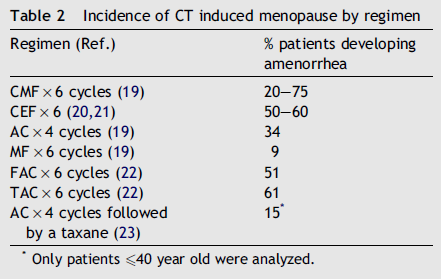 Table 2 Incidence of CT induced menopause by regimen
Regimen (Ref.) % patients developing
amenorrhea
CMF × 6 cycles (19) 20–75
CEF × 6 (20,21) 50–60
AC × 4 cycles (19) 34
MF × 6 cycles (19) 9
FAC × 6 cycles (22) 51
TAC × 6 cycles (22) 61
AC × 4 cycles followed 15*
by a taxane (23)
* Only patients ⩽40 year old were analyzed.